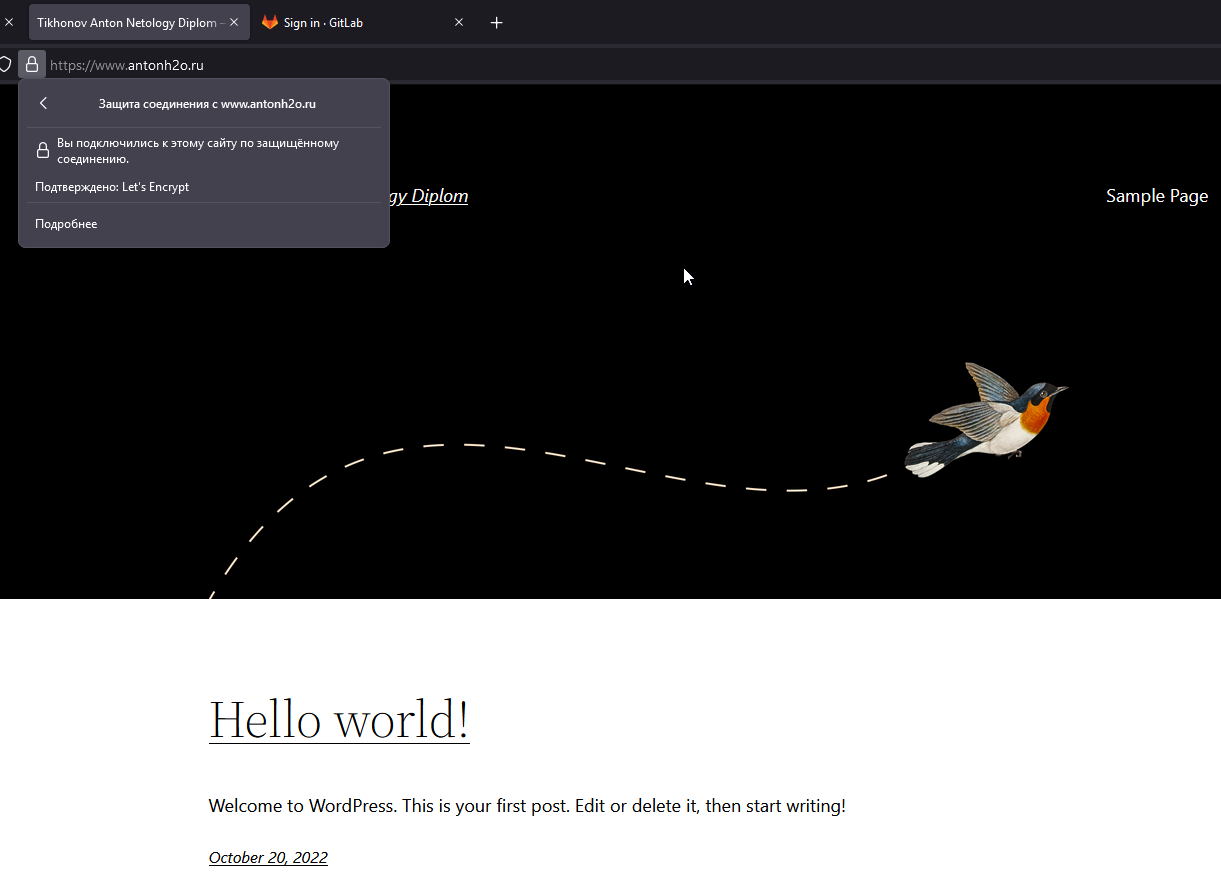 Tikhonov Anton Netology Diplom –
Sign in · GitLab
https://www.antonh2o.ru
Защита соединения с www.antonh2o.ru
Вы подключились к этому сайту по защищённому
соединению.
Подтверждено: Let's Encrypt
Подробнее
gy Diplom
Sample Page
Hello world!
Welcome to WordPress. This is your first post. Edit or delete it, then start writing!
October 20, 2022